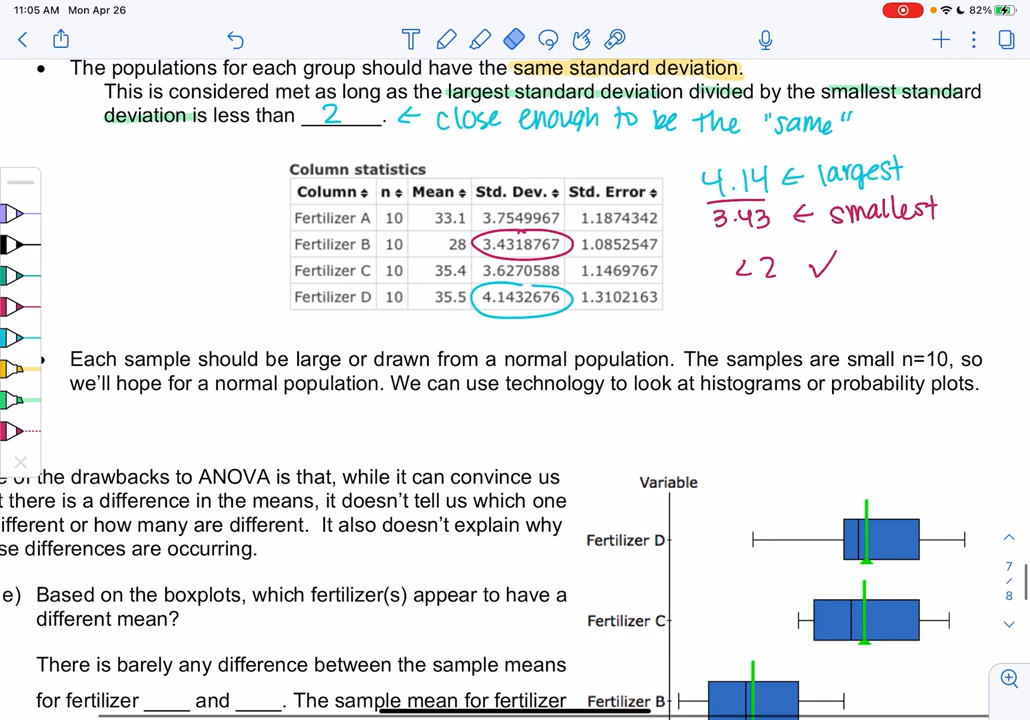 11:05 AM Mon Apr 26
82%
T
The populations for each group should have the same standard deviation.
This is considered met as long as the largest standard deviation divided by the smallest standard
deviation is less than 2. ← close enough to be the "same"
Column statistics
Column n Mean Std. Dev. Std. Error
Fertilizer A 10 33.1 3.7549967 1.1874342
Fertilizer B 10 28 3.4318767 1.0852547
Fertilizer C 10 35.4 3.6270588 1.1469767
Fertilizer D 10 35.5 4.1432676 1.3102163
4.14 ← largest
3.43 ← smallest
<2 ✓
Each sample should be large or drawn from a normal population. The samples are small n=10, so
we'll hope for a normal population. We can use technology to look at histograms or probability plots.
of the drawbacks to ANOVA is that, while it can convince us
t there is a difference in the means, it doesn't tell us which one
ifferent or how many are different. It also doesn't explain why
se differences are occurring.
e) Based on the boxplots, which fertilizer(s) appear to have a
different mean?
There is barely any difference between the sample means
for fertilizer ____ and ____. The sample mean for fertilizer
Variable
Fertilizer D
Fertilizer C
Fertilizer B
7
/
8